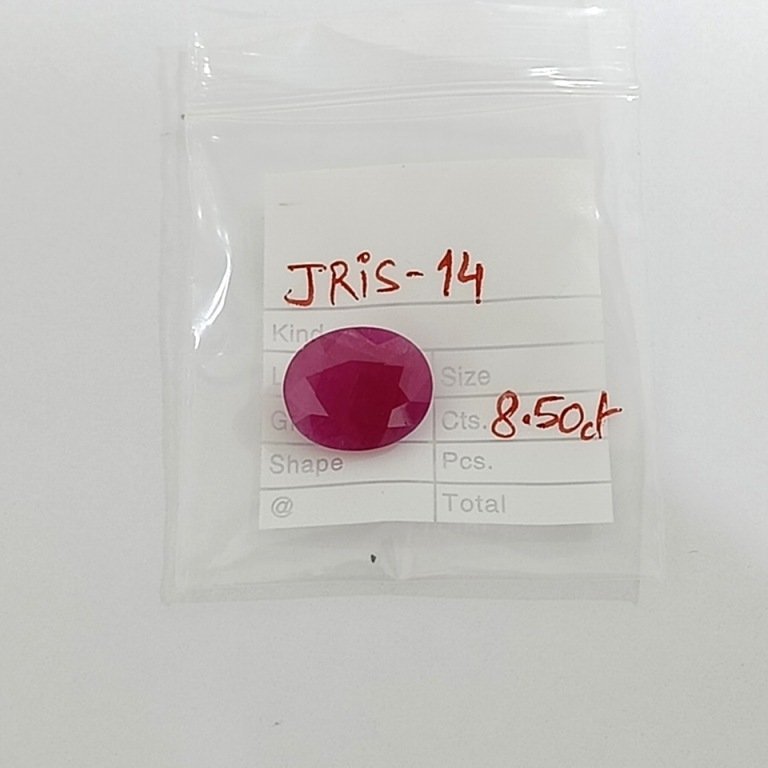 JRiS-14
Kind
Size
Cts. 8.50ct
Shape
Pcs.
@
Total